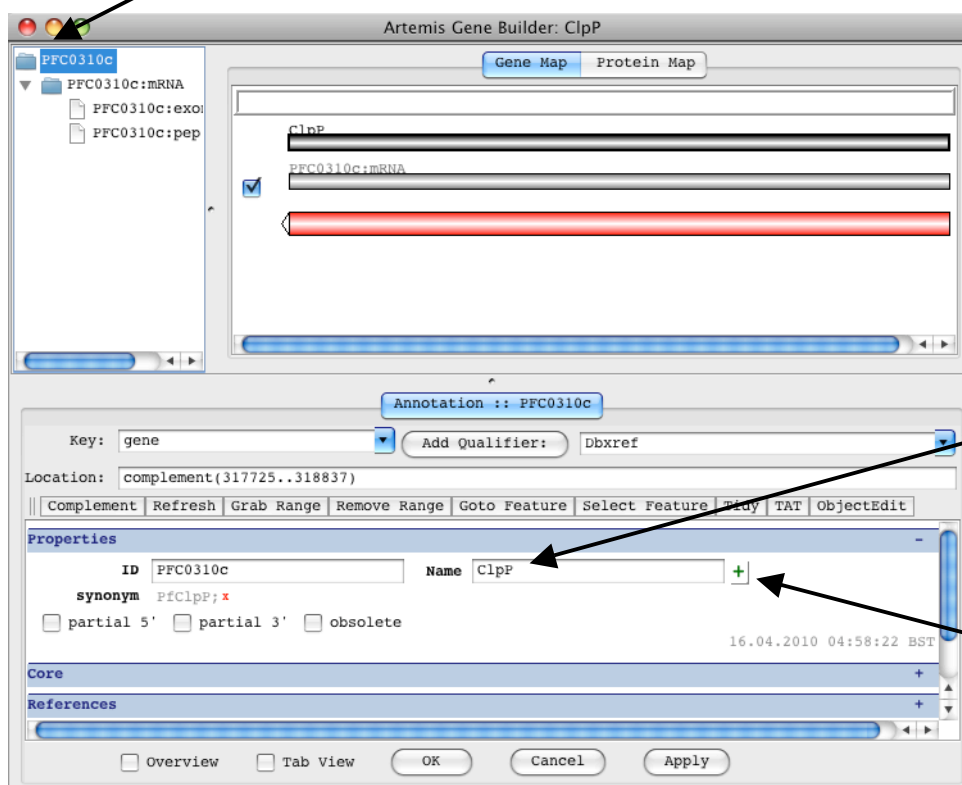 Artemis Gene Builder: ClpP
PFC0310c
PFC0310c:mRNA
PFC0310c:exo
PFC0310c:pep
Gene Map Protein Map
ClpP
PFC0310c:mRNA
Annotation :: PFC0310c
Key: gene Add Qualifier: Dbxref
Location: complement(317725..318837)
Complement Refresh Grab Range Remove Range Goto Feature Select Feature Tidy TAT ObjectEdit
Properties -
ID PFC0310c Name ClpP +
synonym PfClpP; x
partial 5' partial 3' obsolete
16.04.2010 04:58:22 BST
Core +
References +
Overview Tab View OK Cancel Apply